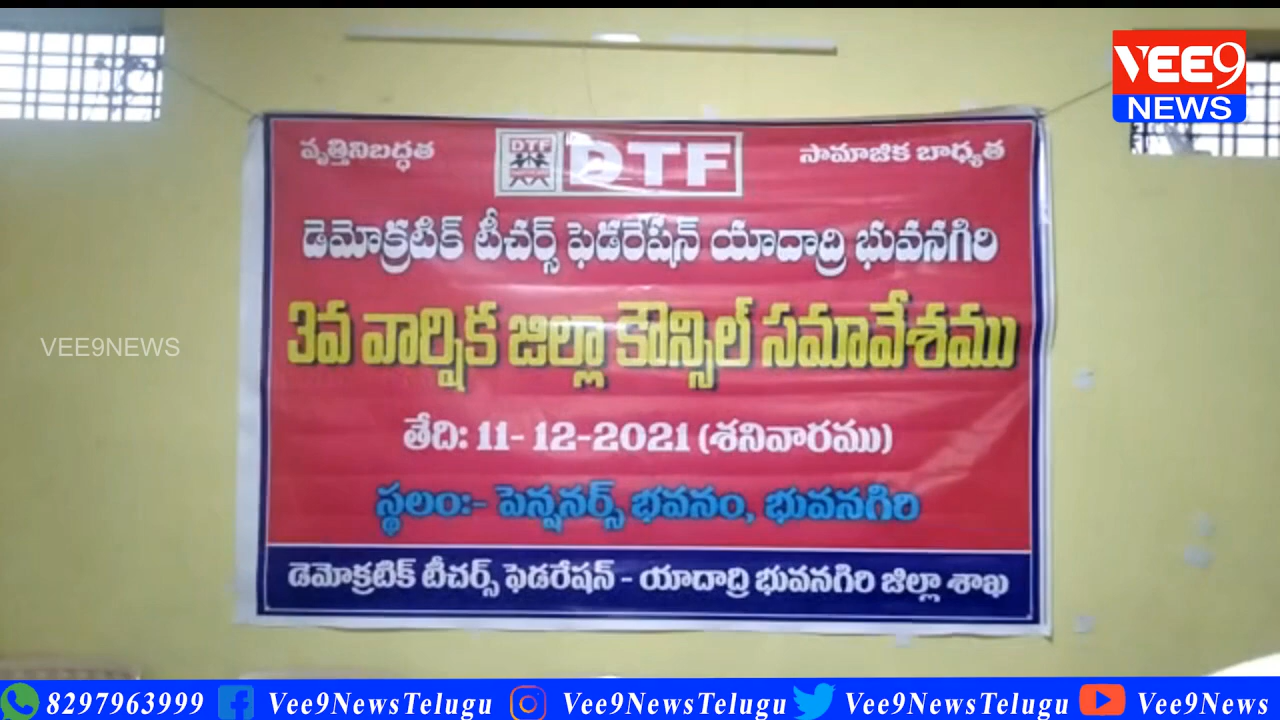 VEE9
NEWS
వృత్తినిబద్ధత
DTF
DTF
సామాజిక బాధ్యత
డెమోక్రటిక్ టీచర్స్ ఫెడరేషన్ యాదాద్రి భువనగిరి
3వ వార్షిక జిల్లా కౌన్సిల్ సమావేశము
VEE9NEWS
తేది: 11- 12-2021 (శనివారము)
స్థలం:- పెన్షనర్స్ భవనం, భువనగిరి
డెమోక్రటిక్ టీచర్స్ ఫెడరేషన్ - యాదాద్రి భువనగిరి జిల్లా శాఖ
8297963999 Vee9NewsTelugu Vee9NewsTelugu Vee9NewsTelugu Vee9News